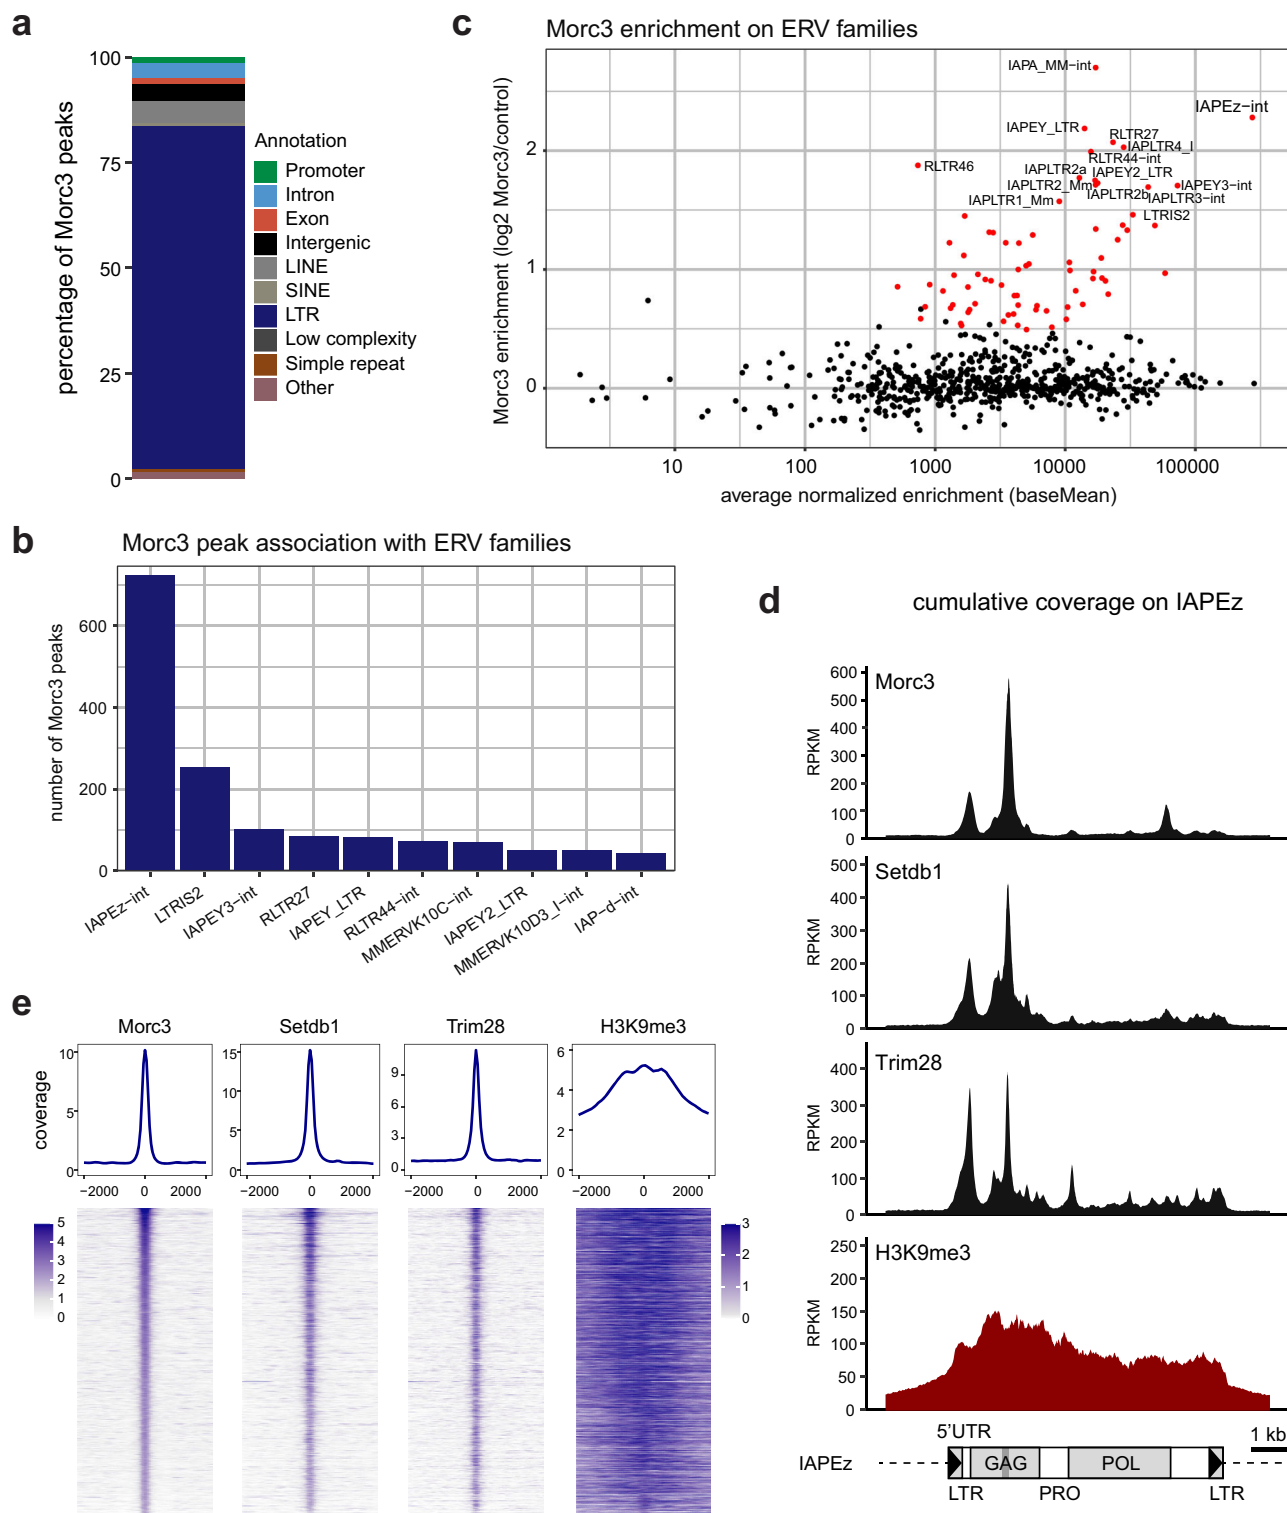 a
100
75
50
25
0
percentage of Morc3 peaks
Annotation
Promoter
Intron
Exon
Intergenic
LINE
SINE
LTR
Low complexity
Simple repeat
Other
c
Morc3 enrichment on ERV families
Morc3 enrichment (log2 Morc3/control)
2
1
0
IAPA_MM−int
IAPEz−int
IAPEY_LTR
RLTR27
IAPLTR4_I
RLTR44−int
RLTR46
IAPLTR2a
IAPEY2_LTR
IAPLTR2_Mm
IAPEY3−int
IAPLTR2b
IAPLTR3−int
IAPLTR1_Mm
LTRIS2
10
100
1000
10000
100000
average normalized enrichment (baseMean)
b
Morc3 peak association with ERV families
number of Morc3 peaks
600
400
200
0
IAPEz−int
LTRIS2
IAPEY3−int
RLTR27
IAPEY_LTR
RLTR44−int
MMERVK10C−int
IAPEY2_LTR
MMERVK10D3_I−int
IAP−d−int
d
cumulative coverage on IAPEz
Morc3
RPKM
600
500
400
300
200
100
0
Setdb1
RPKM
500
400
300
200
100
0
Trim28
RPKM
400
300
200
100
0
H3K9me3
RPKM
250
200
150
100
50
0
5'UTR
1 kb
IAPEz
GAG
POL
LTR
PRO
LTR
e
Morc3
Setdb1
Trim28
H3K9me3
coverage
10
5
0
15
10
5
0
9
6
3
0
6
4
2
0
−2000
0
2000
−2000
0
2000
−2000
0
2000
−2000
0
2000
5
4
3
2
1
0
3
2
1
0